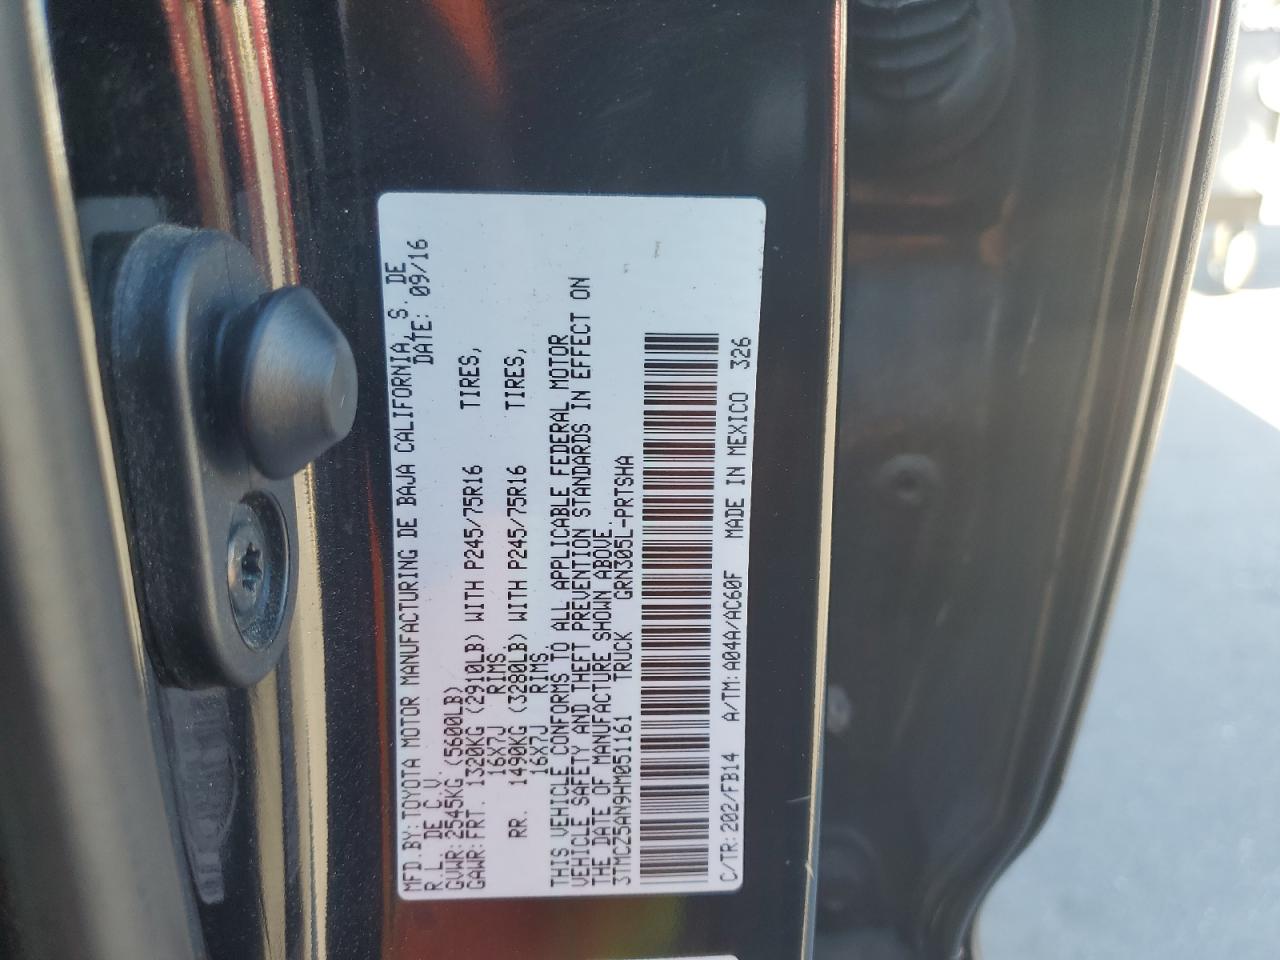 MFD.BY:TOYOTA MOTOR MANUFACTURING DE BAJA CALIFORNIA, S. DE
R.L. DE C.V. DATE: 09/16
GVWR:2545KG (5600LB)
GAWR:FRT. 1320KG (2910LB) WITH P245/75R16 TIRES,
16X7J RIMS.
RR. 1490KG (3280LB) WITH P245/75R16 TIRES,
16X7J RIMS.
THIS VEHICLE CONFORMS TO ALL APPLICABLE FEDERAL MOTOR
VEHICLE SAFETY AND THEFT PREVENTION STANDARDS IN EFFECT ON
THE DATE OF MANUFACTURE SHOWN ABOVE.
3TMCZ5AN9HM051161 TRUCK GRN305L-PRTSHA
C/TR:202/FB14 A/TM:A04A/AC60F MADE IN MEXICO 326